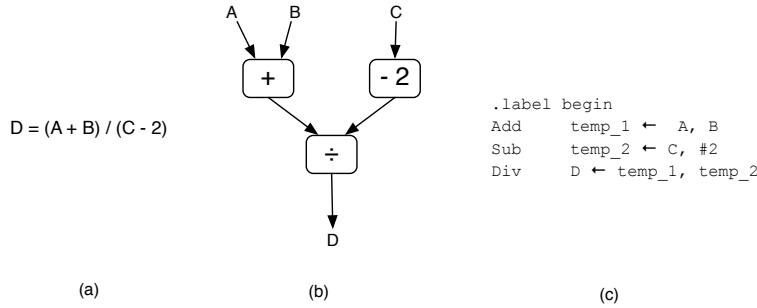 D = (A + B) / (C - 2)
(a)
A B C
+ - 2
÷
D
(b)
.label begin
Add temp_1 ← A, B
Sub temp_2 ← C, #2
Div D ← temp_1, temp_2
(c)